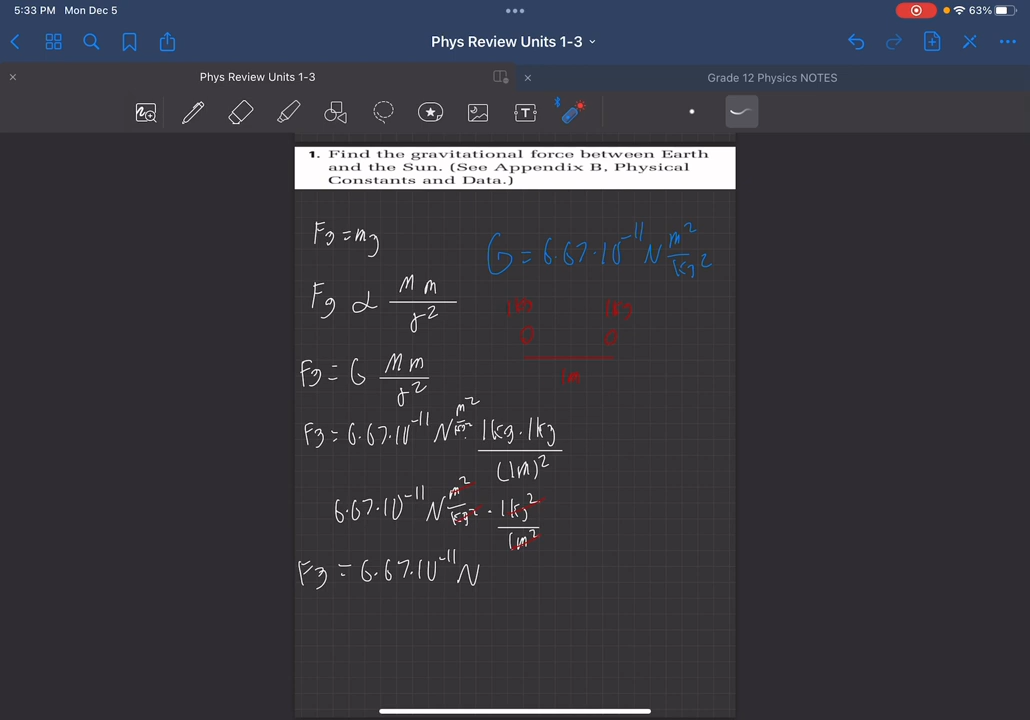 5:33 PM Mon Dec 5
63%
Phys Review Units 1-3
Phys Review Units 1-3
Grade 12 Physics NOTES
1. Find the gravitational force between Earth
and the Sun. (See Appendix B, Physical
Constants and Data.)
Fg = mg
G = 6.67·10⁻¹¹ N m²/kg²
Fg ∝ Mm/r²
1kg 1kg
1m
Fg = G Mm/r²
Fg = 6.67·10⁻¹¹ N m²/kg² 1kg·1kg/(1m)²
6.67·10⁻¹¹ N m²/kg² · 1kg²/1m²
Fg = 6.67·10⁻¹¹ N